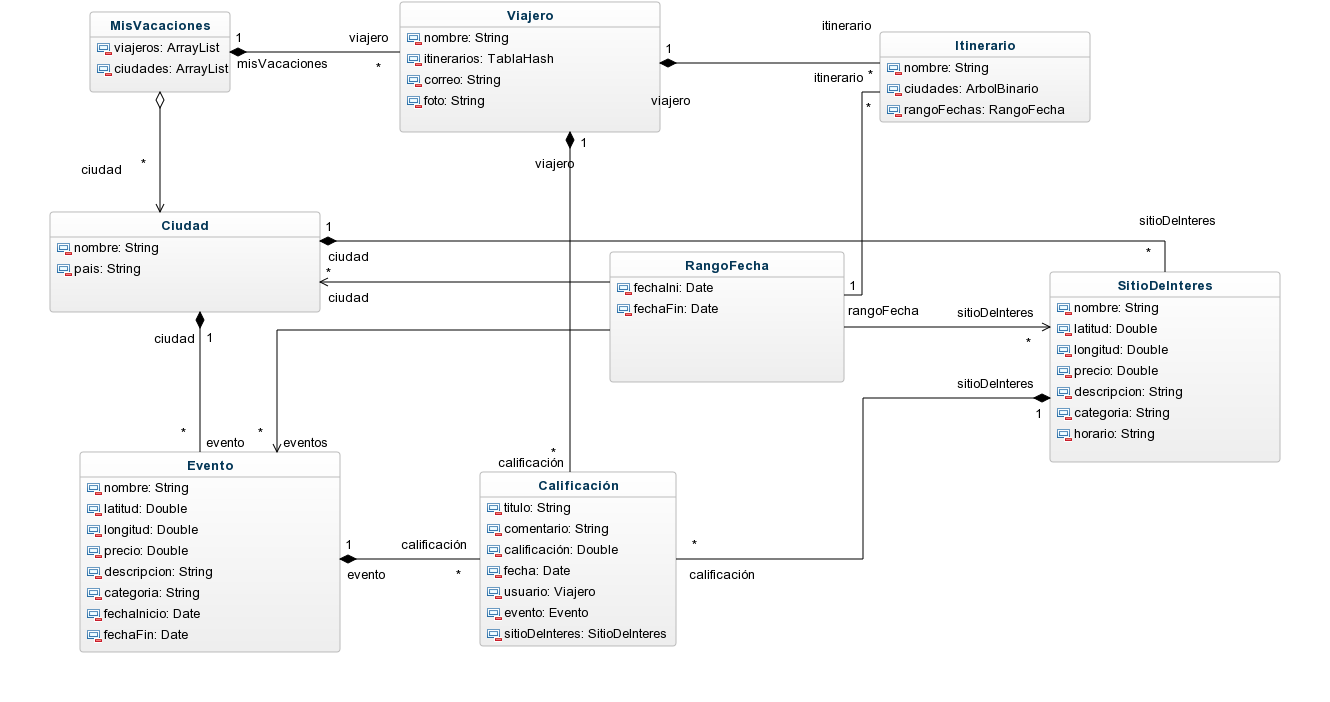 MisVacaciones
viajeros: ArrayList
ciudades: ArrayList
1
viajero
misVacaciones
*
Viajero
nombre: String
itinerarios: TablaHash
correo: String
foto: String
1
itinerario
itinerario *
viajero
*
Itinerario
nombre: String
ciudades: ArbolBinario
rangoFechas: RangoFecha
1
viajero
*
ciudad
Ciudad
nombre: String
pais: String
1
ciudad
*
ciudad
sitioDeInteres
*
RangoFecha
fechaIni: Date
fechaFin: Date
1
rangoFecha
sitioDeInteres
*
SitioDeInteres
nombre: String
latitud: Double
longitud: Double
precio: Double
descripcion: String
categoria: String
horario: String
sitioDeInteres
1
ciudad 1
*
evento
*
eventos
*
calificación
Evento
nombre: String
latitud: Double
longitud: Double
precio: Double
descripcion: String
categoria: String
fechaInicio: Date
fechaFin: Date
1
calificación
evento
*
Calificación
titulo: String
comentario: String
calificación: Double
fecha: Date
usuario: Viajero
evento: Evento
sitioDeInteres: SitioDeInteres
*
calificación